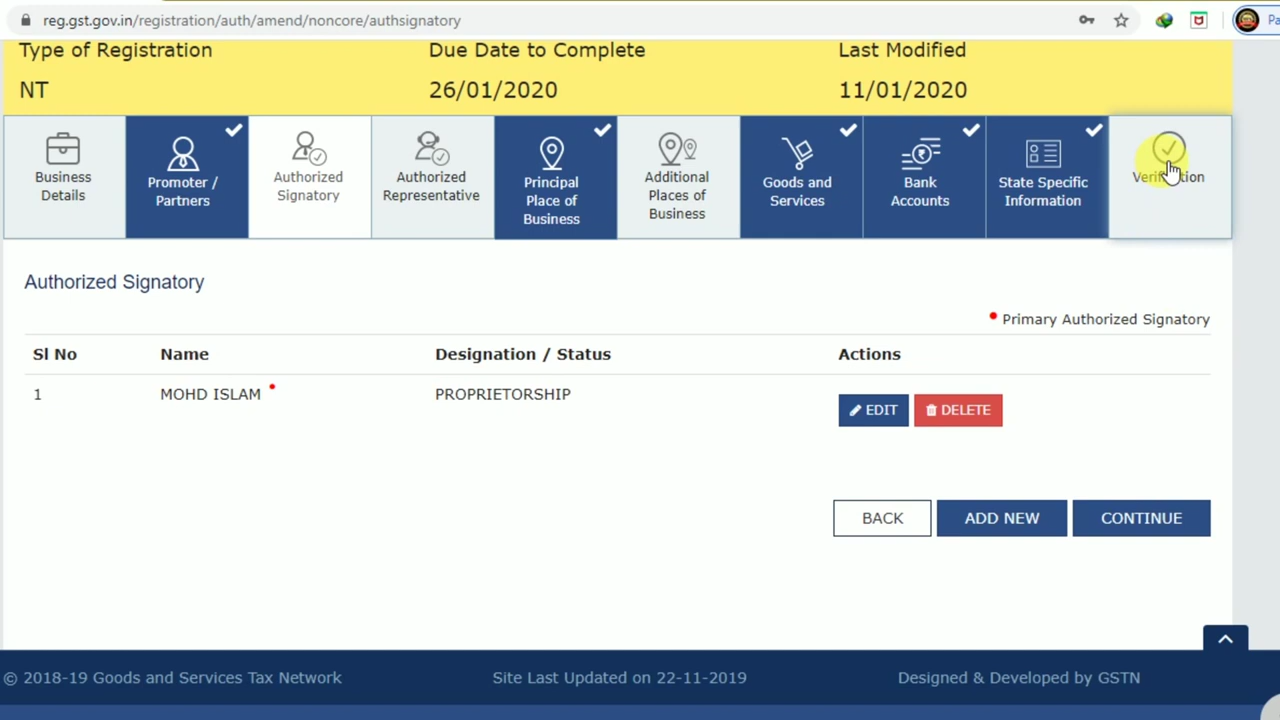 reg.gst.gov.in/registration/auth/amend/noncore/authsignatory
Type of Registration Due Date to Complete Last Modified
NT 26/01/2020 11/01/2020
Business Details
Promoter / Partners
Authorized Signatory
Authorized Representative
Principal Place of Business
Additional Places of Business
Goods and Services
Bank Accounts
State Specific Information
Authorized Signatory
Primary Authorized Signatory
Sl No Name Designation / Status Actions
1 MOHD ISLAM PROPRIETORSHIP EDIT DELETE
BACK ADD NEW CONTINUE
© 2018-19 Goods and Services Tax Network Site Last Updated on 22-11-2019 Designed & Developed by GSTN